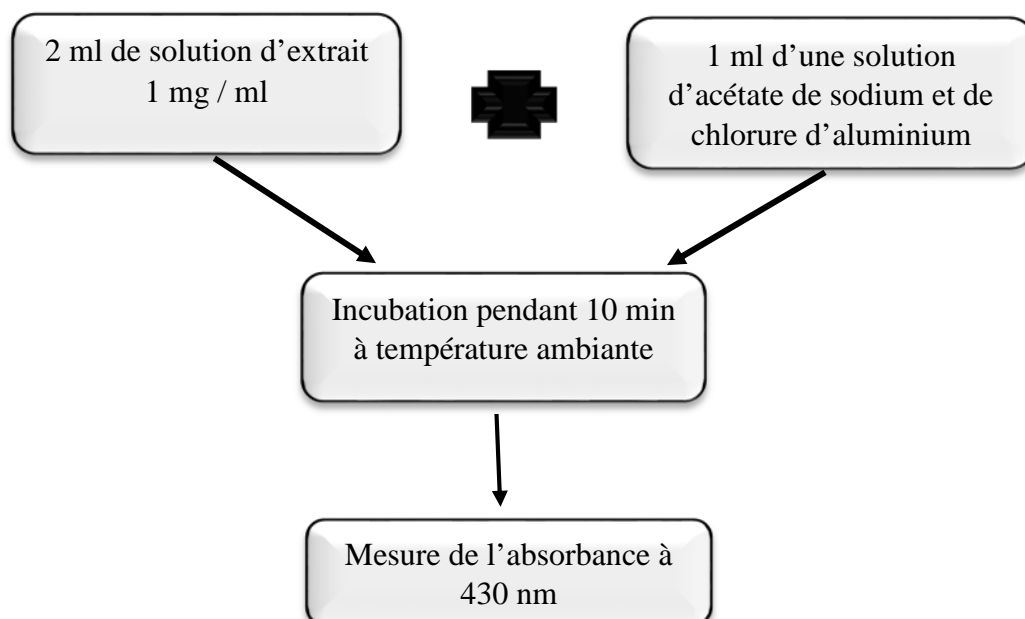 2 ml de solution d’extrait
1 mg / ml
1 ml d’une solution
d’acétate de sodium et de
chlorure d’aluminium
Incubation pendant 10 min
à température ambiante
Mesure de l’absorbance à
430 nm